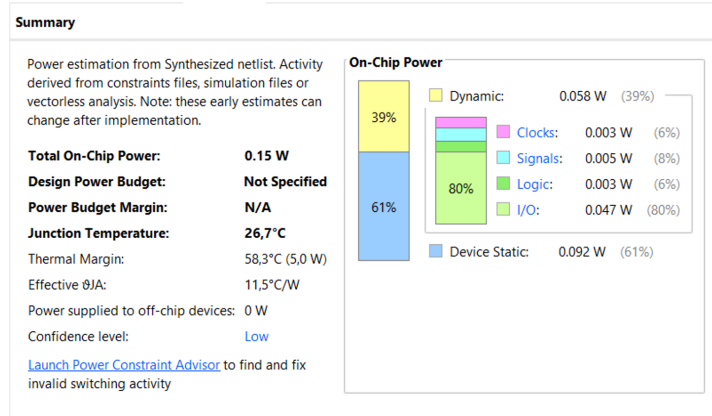 Summary
Power estimation from Synthesized netlist. Activity
derived from constraints files, simulation files or
vectorless analysis. Note: these early estimates can
change after implementation.
Total On-Chip Power: 0.15 W
Design Power Budget: Not Specified
Power Budget Margin: N/A
Junction Temperature: 26,7°C
Thermal Margin: 58,3°C (5,0 W)
Effective ϑJA: 11,5°C/W
Power supplied to off-chip devices: 0 W
Confidence level: Low
Launch Power Constraint Advisor to find and fix
invalid switching activity
On-Chip Power
39%
61%
Dynamic: 0.058 W (39%)
80%
Clocks: 0.003 W (6%)
Signals: 0.005 W (8%)
Logic: 0.003 W (6%)
I/O: 0.047 W (80%)
Device Static: 0.092 W (61%)